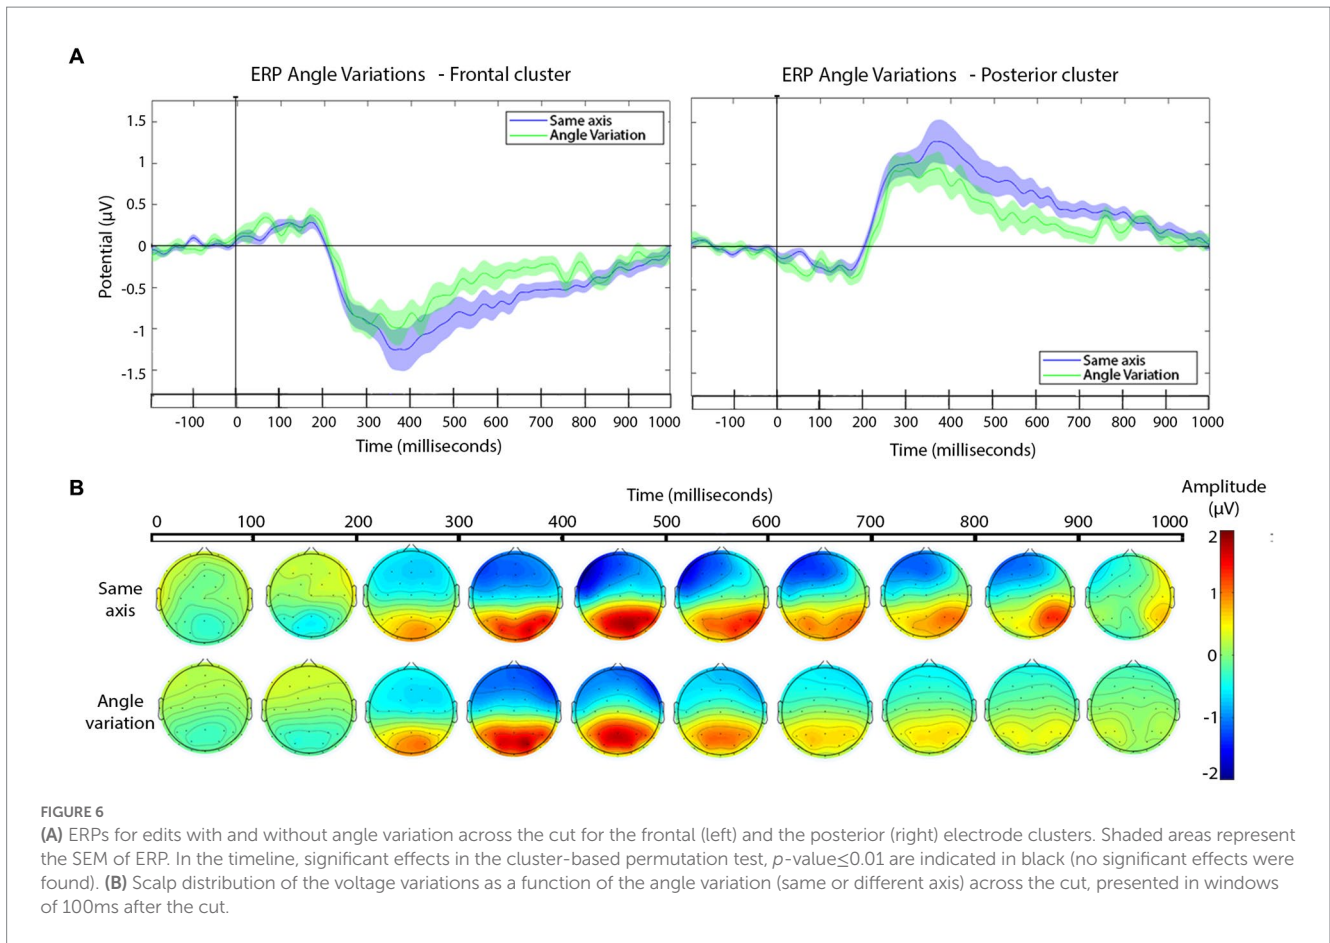 A
ERP Angle Variations - Frontal cluster
ERP Angle Variations - Posterior cluster
Same axis
Angle Variation
1.5
1
0.5
0
-0.5
-1
-1.5
Potential (µV)
Same axis
Angle Variation
-100 0 100 200 300 400 500 600 700 800 900 1000
Time (milliseconds)
-100 0 100 200 300 400 500 600 700 800 900 1000
Time (milliseconds)
B
Time (milliseconds)
Amplitude
(µV)
0 100 200 300 400 500 600 700 800 900 1000
Same
axis
Angle
variation
2
1
0
-1
-2
FIGURE 6
(A) ERPs for edits with and without angle variation across the cut for the frontal (left) and the posterior (right) electrode clusters. Shaded areas represent
the SEM of ERP. In the timeline, significant effects in the cluster-based permutation test, p-value≤0.01 are indicated in black (no significant effects were
found). (B) Scalp distribution of the voltage variations as a function of the angle variation (same or different axis) across the cut, presented in windows
of 100ms after the cut.